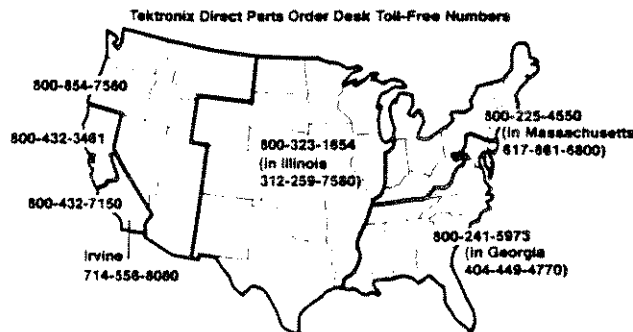 Tektronix Direct Parts Order Desk Toll-Free Numbers
800-854-7560
800-432-3461
800-432-7150
Irvine
714-556-8080
800-323-1654
(In Illinois
312-259-7580)
800-225-4550
((in Massachusetts
617-861-6800)
800-241-5973
(in Georgia
404-449-4770)